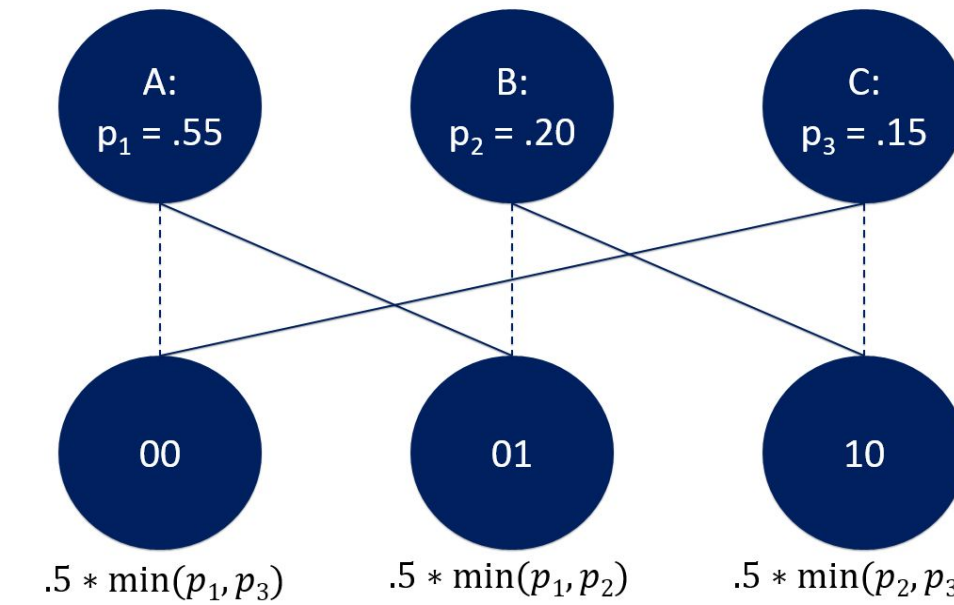 A:
p₁ = .55
B:
p₂ = .20
C:
p₃ = .15
00
01
10
.5 * min(p₁, p₃)
.5 * min(p₁, p₂)
.5 * min(p₂, p₃